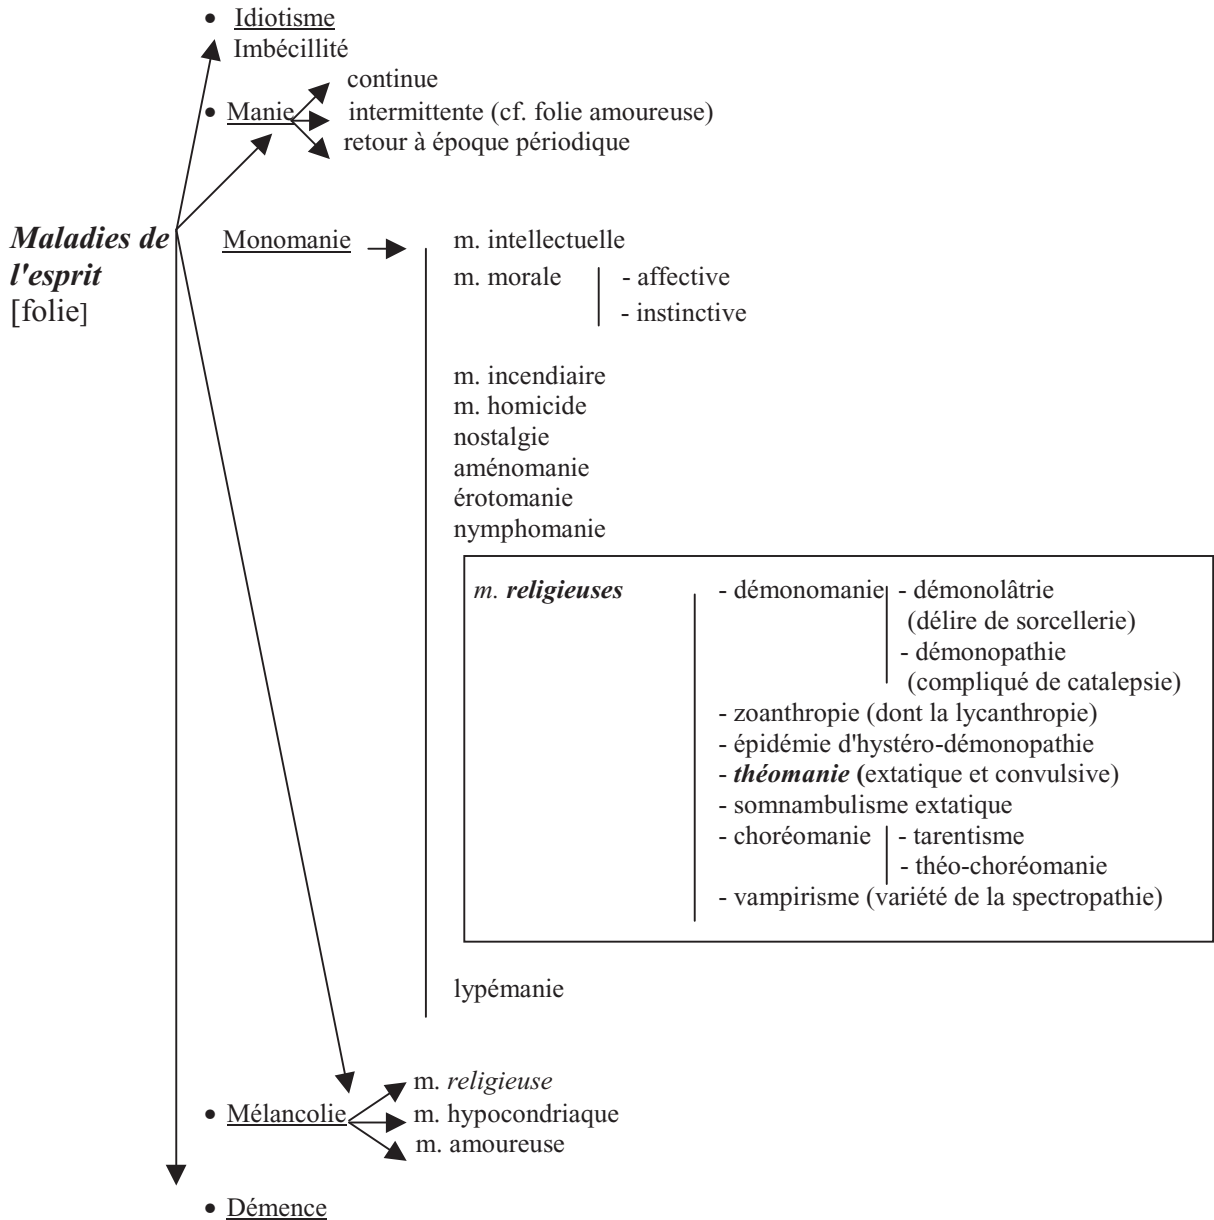 • Idiotisme
Imbécillité
continue
• Manie
intermittente (cf. folie amoureuse)
retour à époque périodique
Maladies de
l'esprit
[folie]
Monomanie
m. intellectuelle
m. morale
- affective
- instinctive
m. incendiaire
m. homicide
nostalgie
aménomanie
érotomanie
nymphomanie
m. religieuses
- démonomanie
- démonolâtrie
(délire de sorcellerie)
- démonopathie
(compliqué de catalepsie)
- zoanthropie (dont la lycanthropie)
- épidémie d'hystéro-démonopathie
- théomanie (extatique et convulsive)
- somnambulisme extatique
- choréomanie
- tarentisme
- théo-choréomanie
- vampirisme (variété de la spectropathie)
lypémanie
• Mélancolie
m. religieuse
m. hypocondriaque
m. amoureuse
• Démence